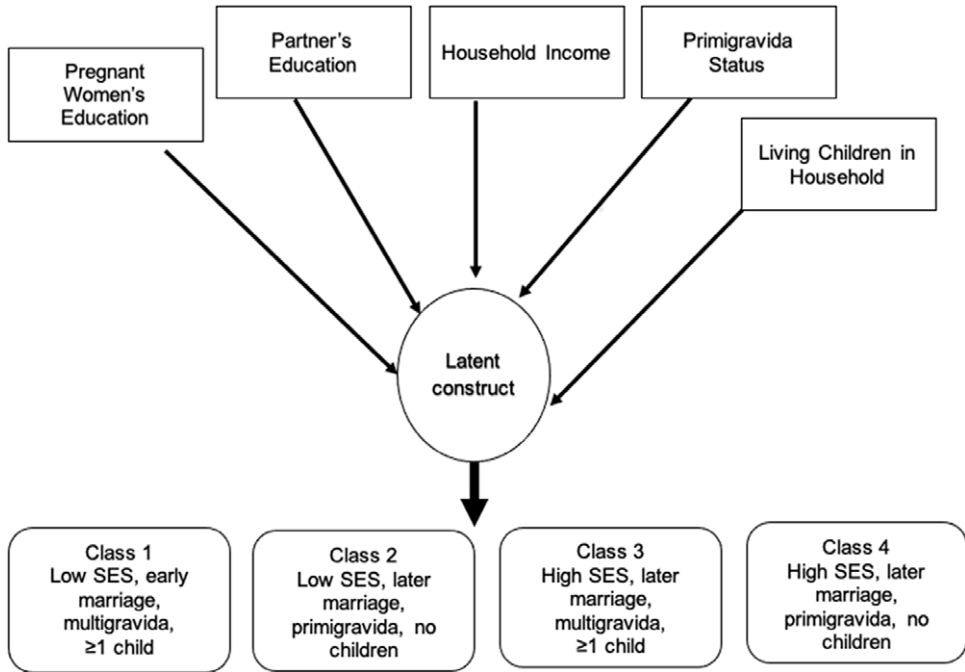 Pregnant
Women's
Education
Partner's
Education
Household Income
Primigravida
Status
Living Children in
Household
Latent
construct
Class 1
Low SES, early
marriage,
multigravida,
≥1 child
Class 2
Low SES, later
marriage,
primigravida, no
children
Class 3
High SES, later
marriage,
multigravida,
≥1 child
Class 4
High SES, later
marriage,
primigravida, no
children